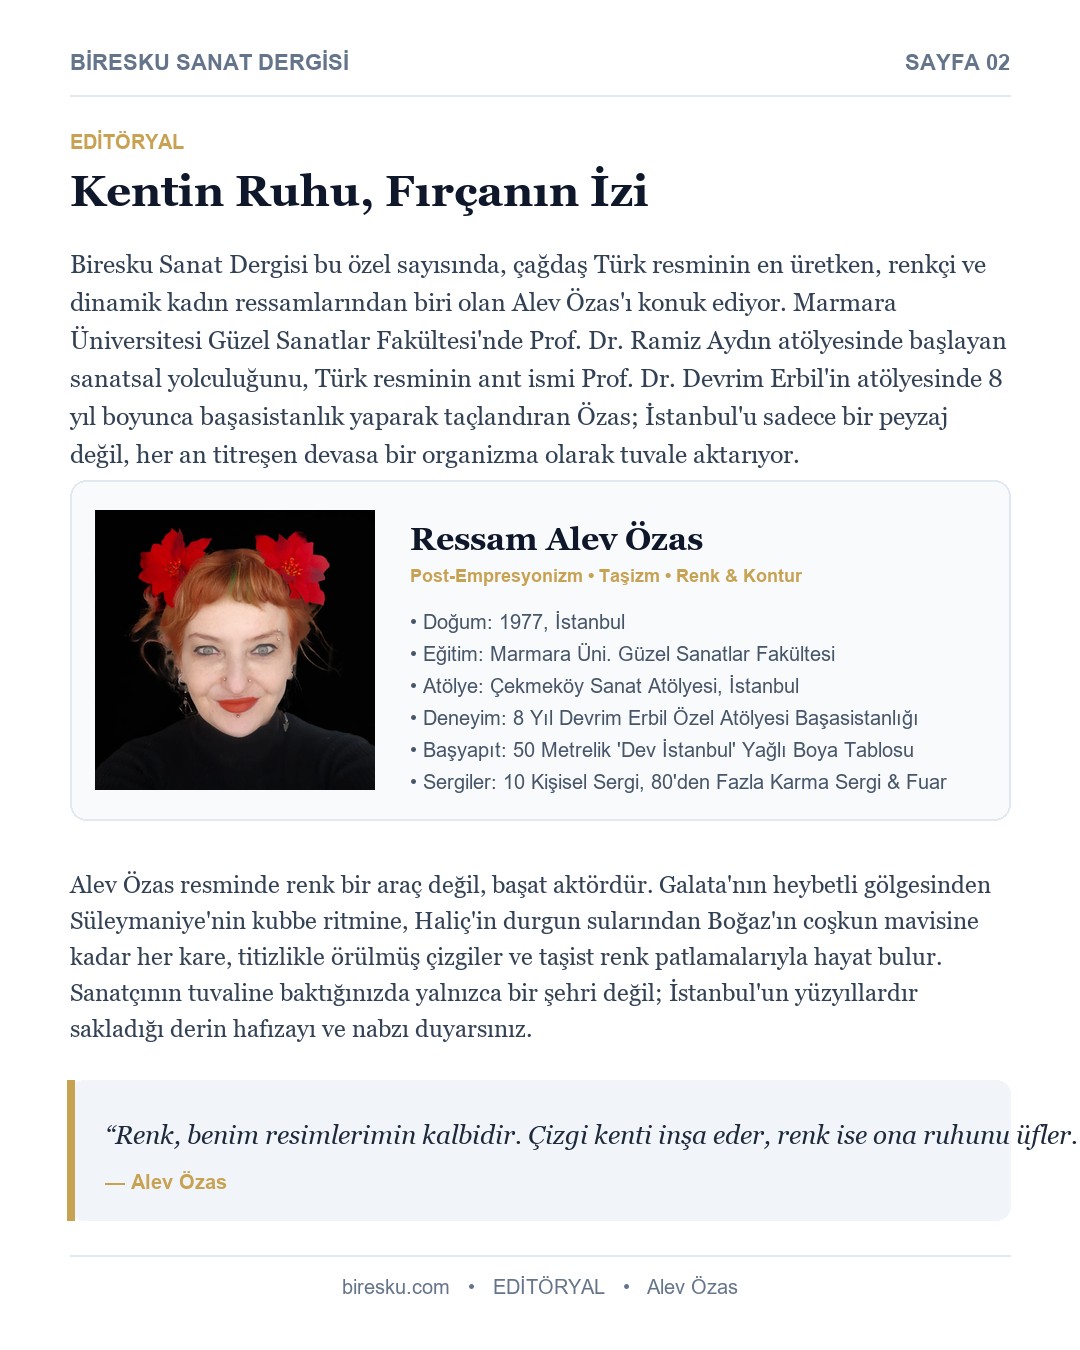 BİRESKU SANAT DERGİSİ
SAYFA 02
EDİTÖRYAL
Kentin Ruhu, Fırçanın İzi
Biresku Sanat Dergisi bu özel sayısında, çağdaş Türk resminin en üretken, renkçi ve
dinamik kadın ressamlarından biri olan Alev Özas'ı konuk ediyor. Marmara
Üniversitesi Güzel Sanatlar Fakültesi'nde Prof. Dr. Ramiz Aydın atölyesinde başlayan
sanatsal yolculuğunu, Türk resminin anıt ismi Prof. Dr. Devrim Erbil'in atölyesinde 8
yıl boyunca başasistanlık yaparak taçlandıran Özas; İstanbul'u sadece bir peyzaj
değil, her an titreşen devasa bir organizma olarak tuvale aktarıyor.
Ressam Alev Özas
Post-Empresyonizm • Taşizm • Renk & Kontur
• Doğum: 1977, İstanbul
• Eğitim: Marmara Üni. Güzel Sanatlar Fakültesi
• Atölye: Çekmeköy Sanat Atölyesi, İstanbul
• Deneyim: 8 Yıl Devrim Erbil Özel Atölyesi Başasistanlığı
• Başyapıt: 50 Metrelik 'Dev İstanbul' Yağlı Boya Tablosu
• Sergiler: 10 Kişisel Sergi, 80'den Fazla Karma Sergi & Fuar
Alev Özas resminde renk bir araç değil, başat aktördür. Galata'nın heybetli gölgesinden
Süleymaniye'nin kubbe ritmine, Haliç'in durgun sularından Boğaz'ın coşkun mavisine
kadar her kare, titizlikle örülmüş çizgiler ve taşist renk patlamalarıyla hayat bulur.
Sanatçının tuvaline baktığınızda yalnızca bir şehri değil; İstanbul'un yüzyıllardır
sakladığı derin hafızayı ve nabzı duyarsınız.
“Renk, benim resimlerimin kalbidir. Çizgi kenti inşa eder, renk ise ona ruhunu üfler.
— Alev Özas
biresku.com • EDİTÖRYAL • Alev Özas